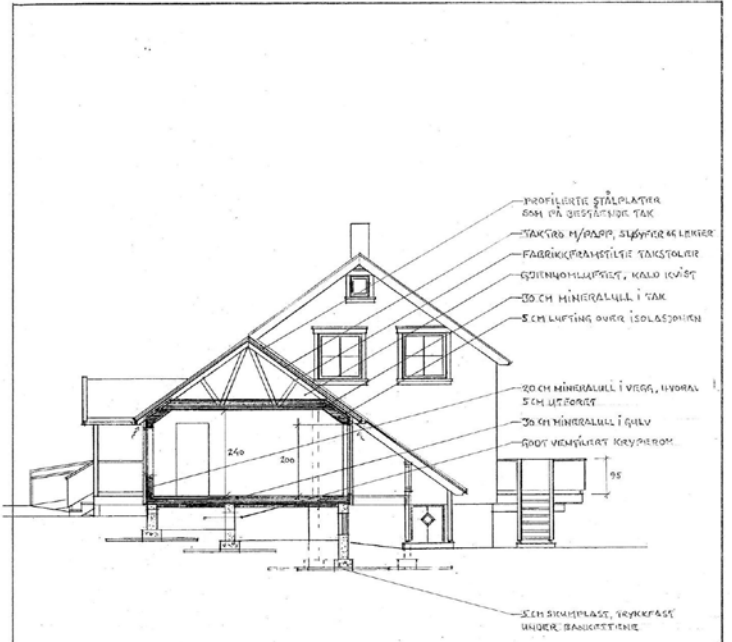 PROFILERTE STÅLPLATER
SOM PÅ BESTÅENDE TAK
TAKTRO M/PAPP, SLØYFER OG LEKTER
FABRIKKFRAMSTILTE TAKSTOLER
GJENNOMLUFTET, KALD KVIST
30 CM MINERALULL I TAK
5 CM LUFTING OVER ISOLASJONEN
20 CM MINERALULL I VEGG, HVORAV
5 CM UTFORET
30 CM MINERALULL I GULV
GODT VENTILERT KRYPEROM
240
200
95
5 CM SKUMPLAST, TRYKKFAST
UNDER BANKETTENE